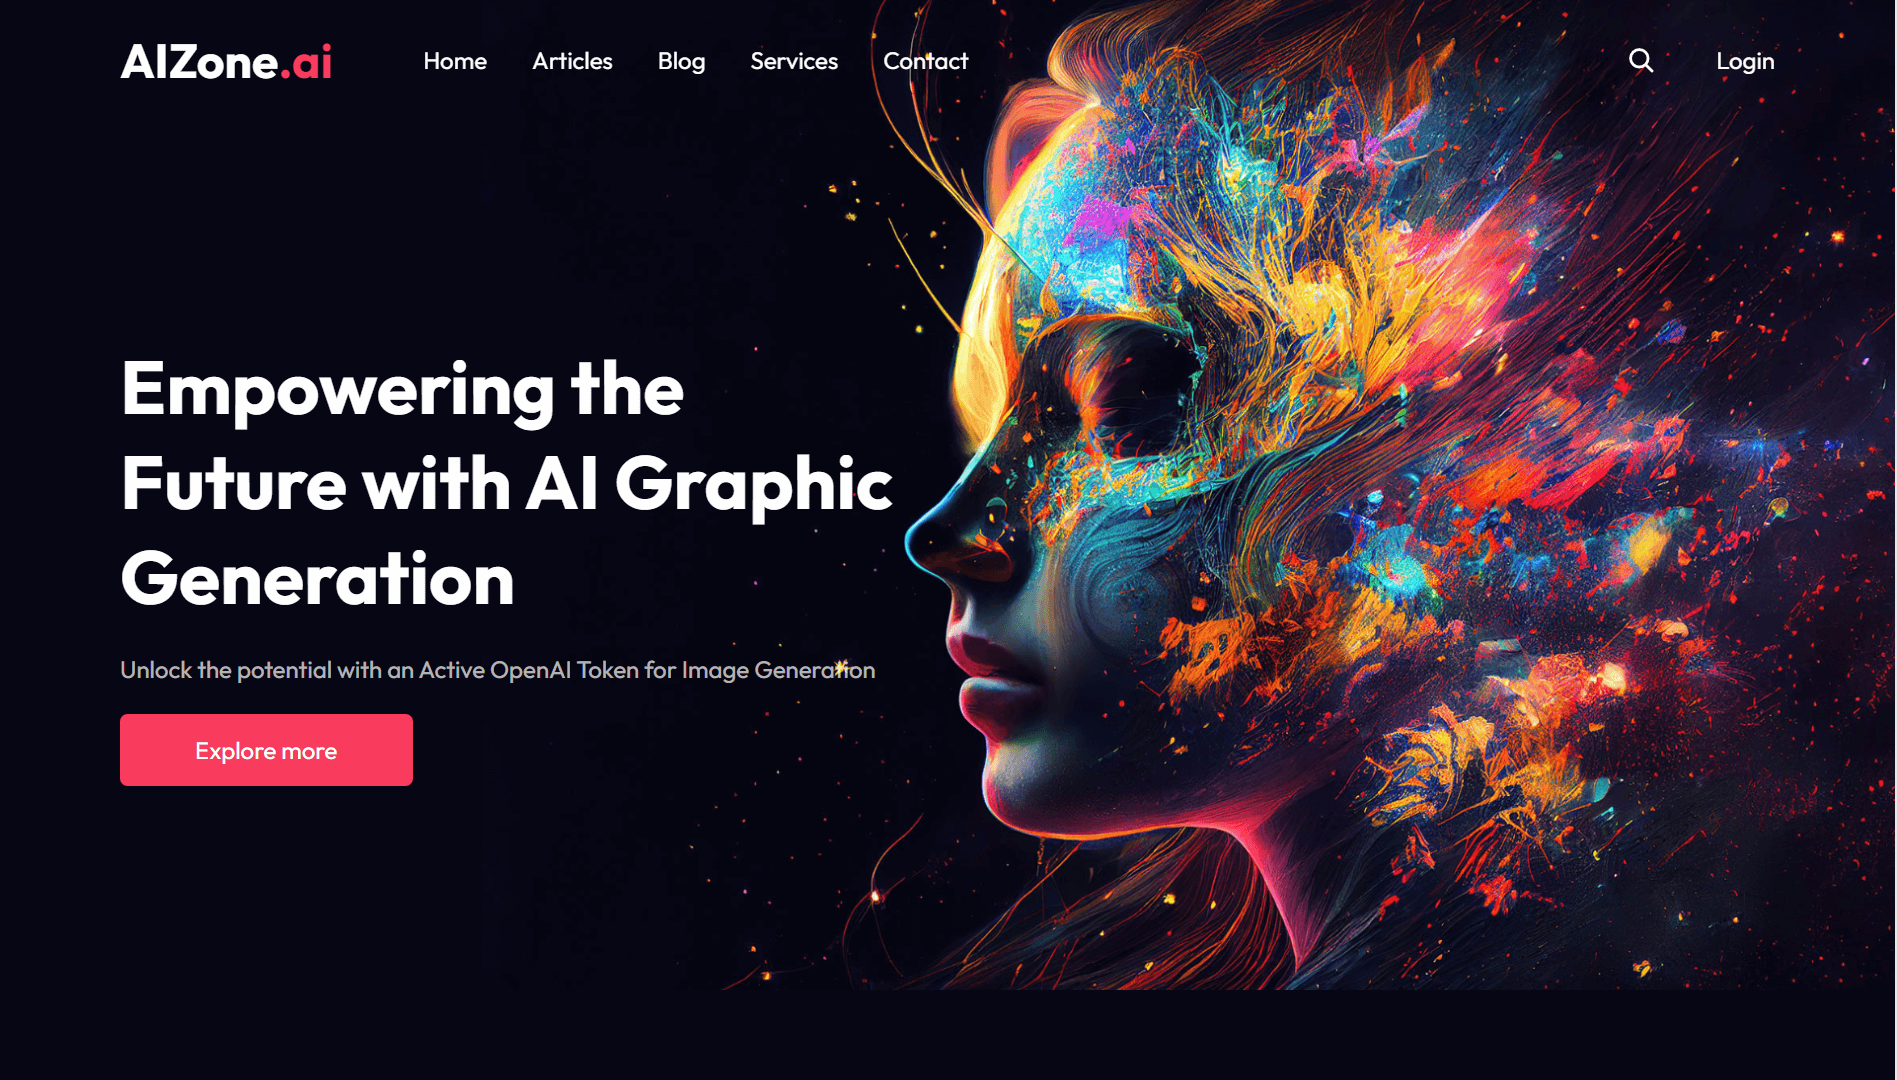 AIZone.ai
Home
Articles
Blog
Services
Contact
Login
Empowering the
Future with AI Graphic
Generation
Unlock the potential with an Active OpenAI Token for Image Generation
Explore more